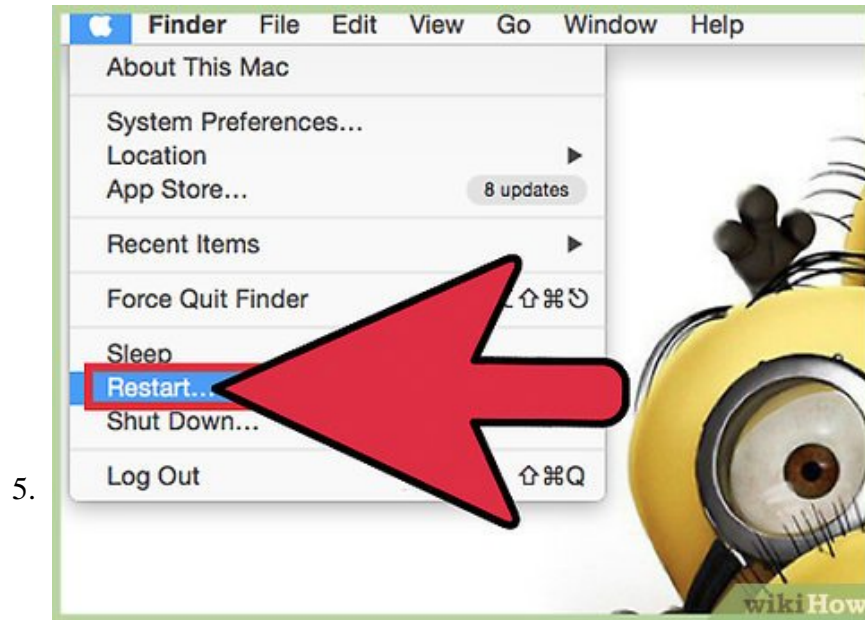 Finder File Edit View Go Window Help
About This Mac
System Preferences...
Location
App Store... 8 updates
Recent Items
Force Quit Finder ⇧⌘⎋
Sleep
Restart...
Shut Down...
5.
Log Out ⇧⌘Q
wikiHow